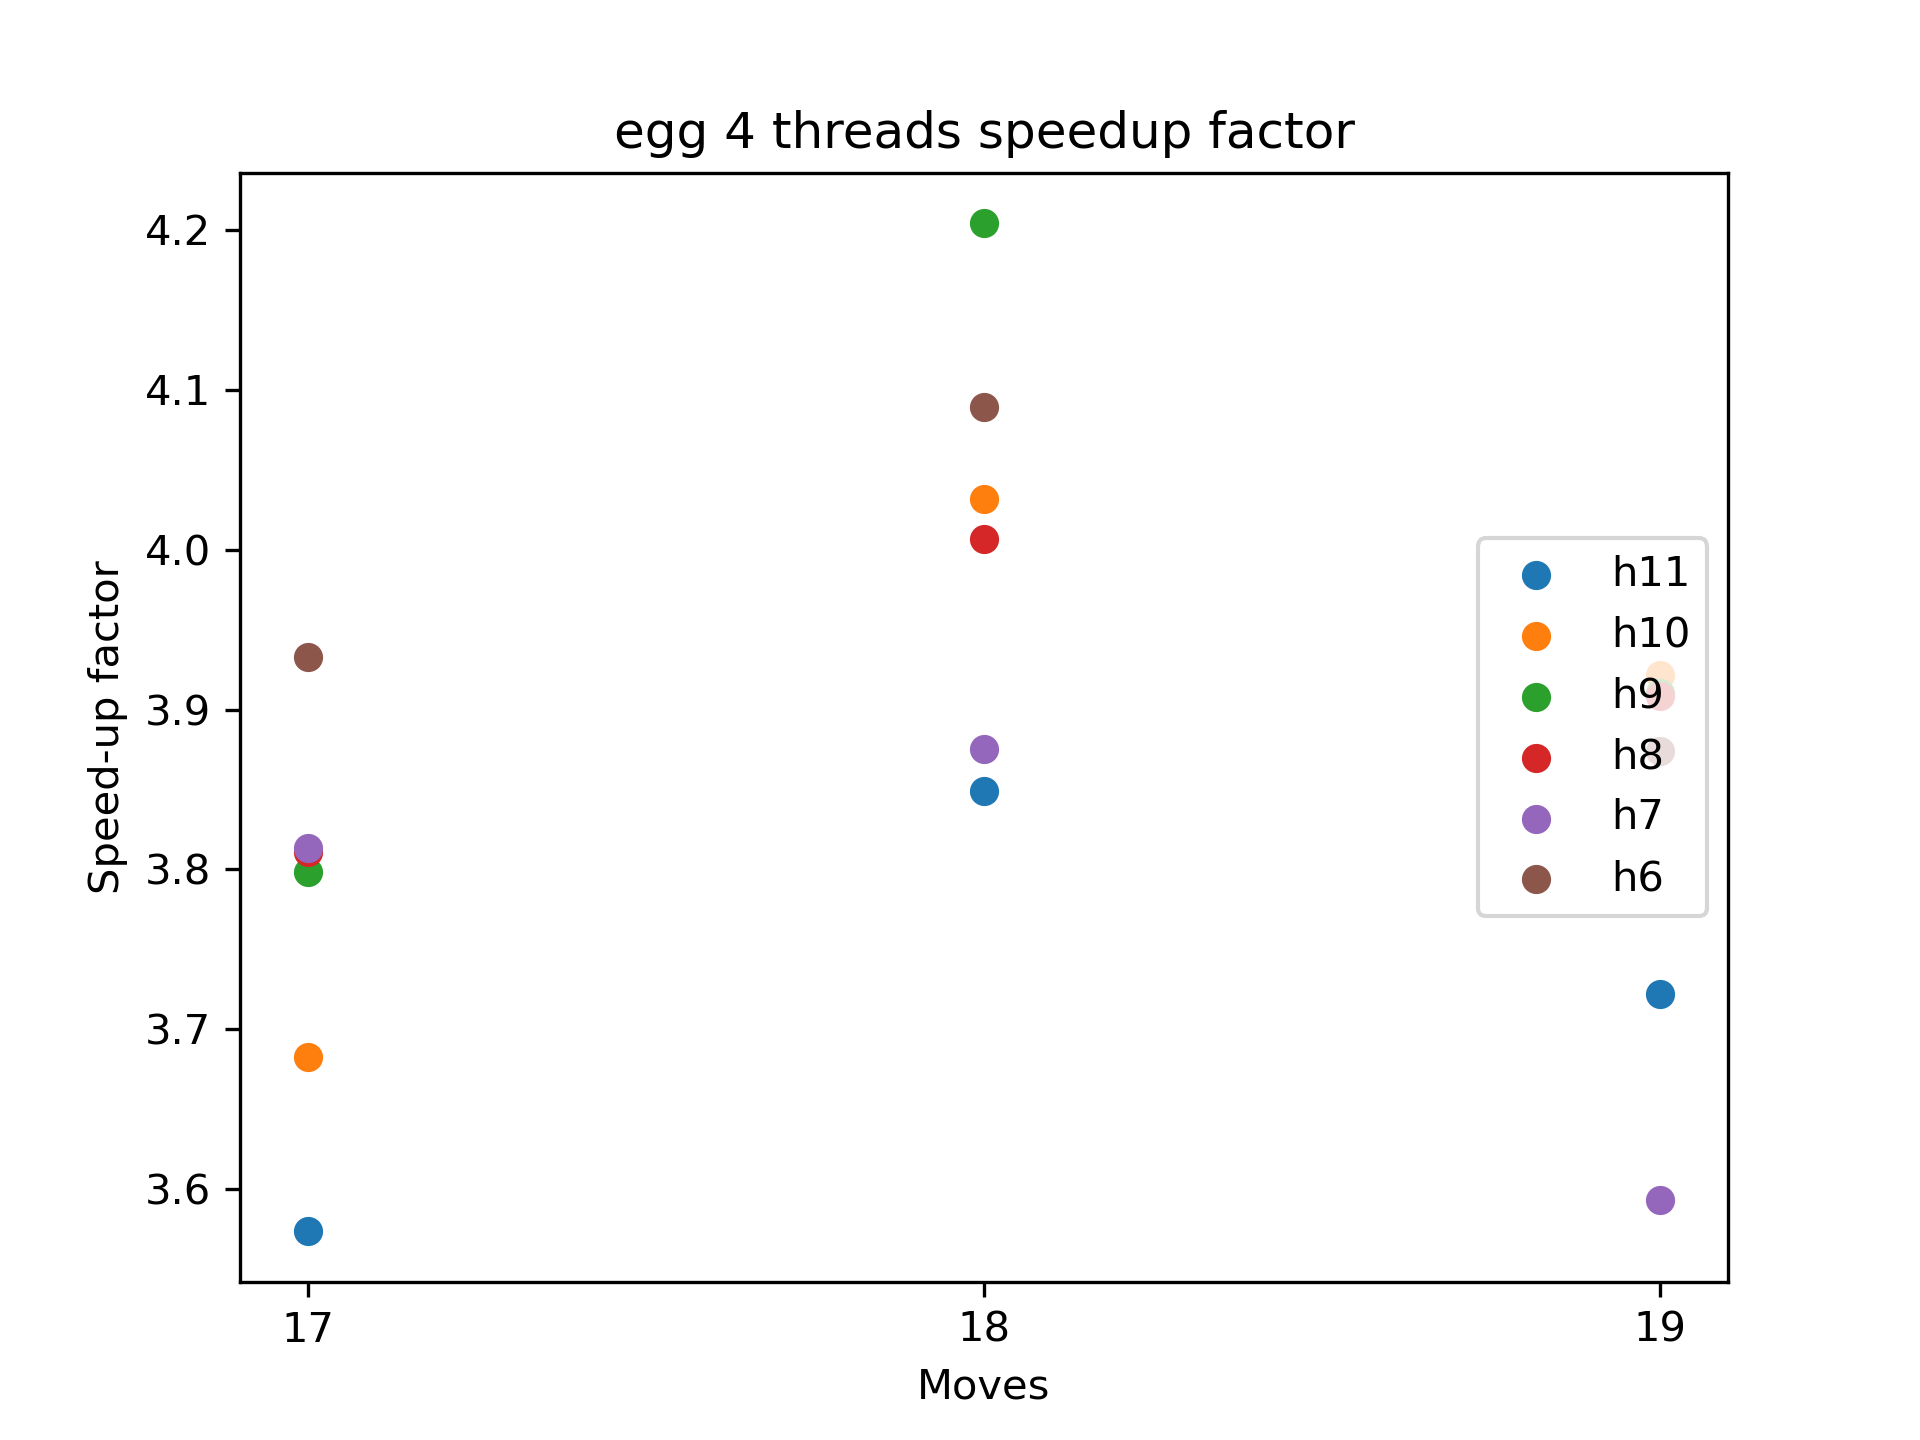 egg 4 threads speedup factor
Speed-up factor
4.2
4.1
4.0
3.9
3.8
3.7
3.6
h11
h10
h9
h8
h7
h6
17 18 19
Moves